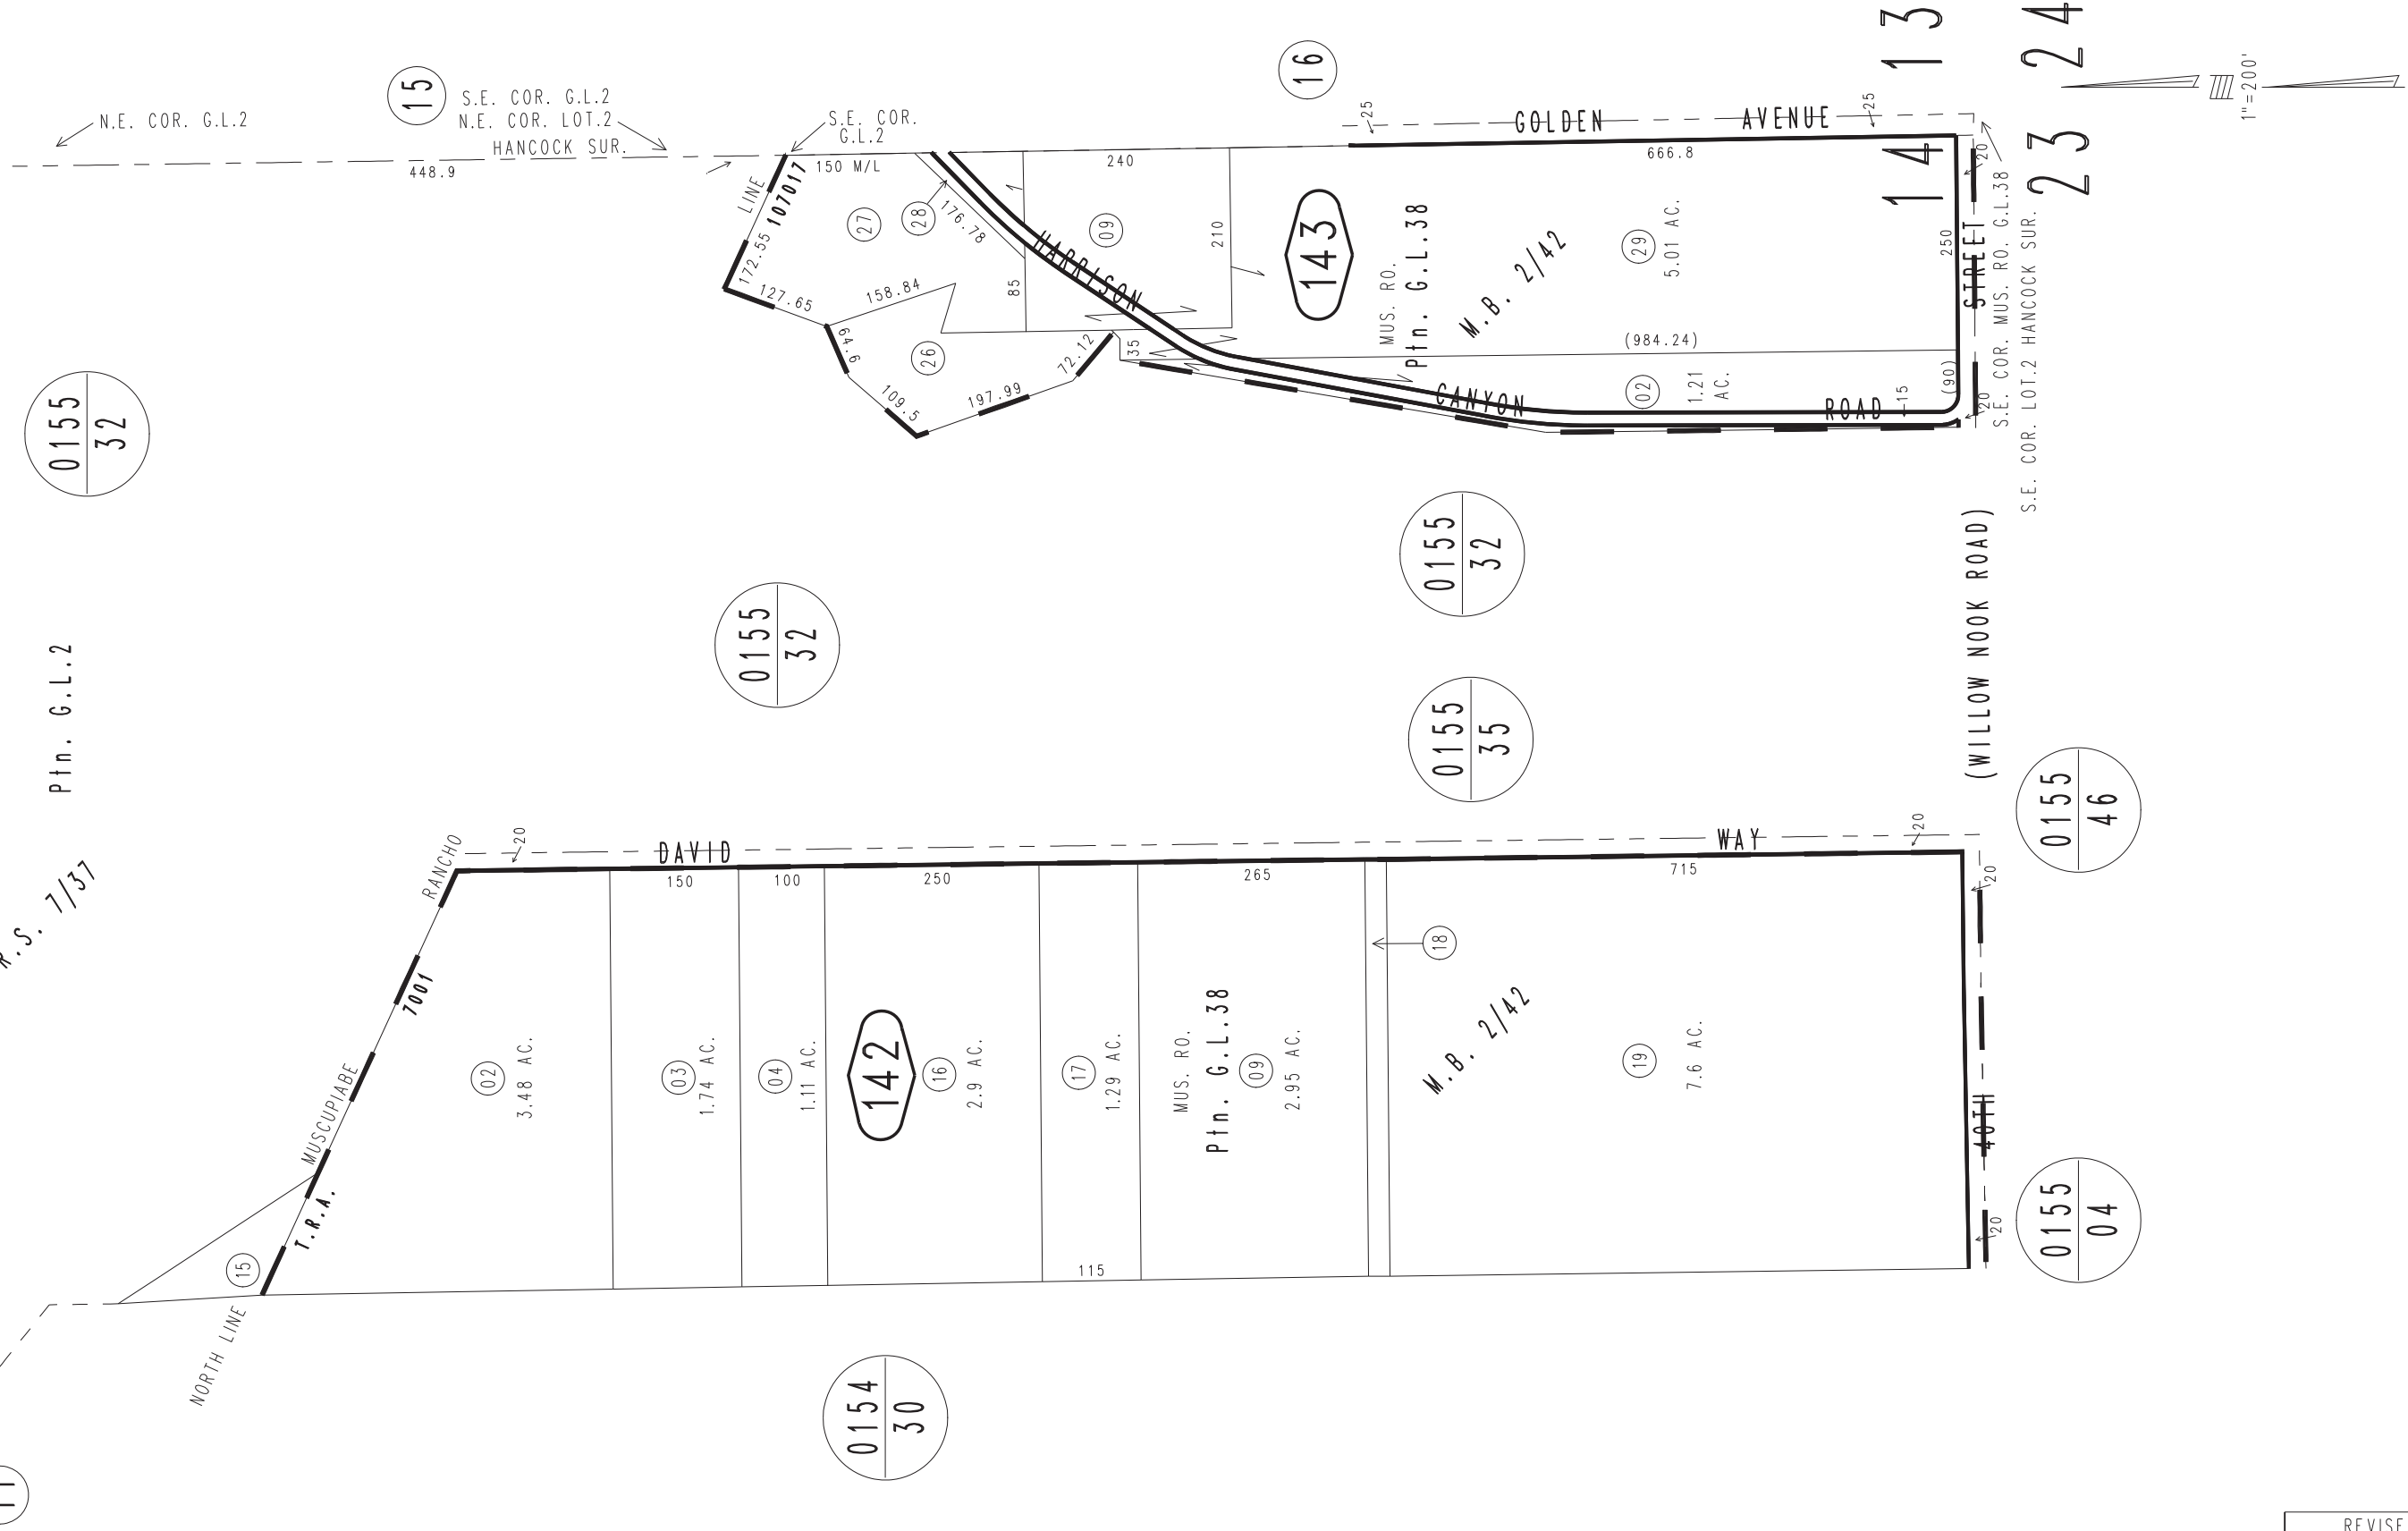 N.E. COR. G.L.2
15
S.E. COR. G.L.2
N.E. COR. LOT.2
HANCOCK SUR.
448.9
S.E. COR.
G.L.2
16
LINE
107017
172.55
127.65
150 M/L
27
28
176.78
158.84
64.6
26
109.5
197.99
72.12
35
85
240
09
210
HARRISON
CANYON
ROAD
25
GOLDEN AVENUE
25
666.8
143
MUS. RO.
Ptn. G.L.38
M.B. 2/42
29
5.01 AC.
(984.24)
02
1.21
AC.
15
250
(90)
20
20
STREET
14
13
23
24
1"=200'
S.E. COR. MUS. RO. G.L.38
S.E. COR. LOT.2 HANCOCK SUR.
0155
32
0155
32
0155
32
0155
35
(WILLOW NOOK ROAD)
0155
46
Ptn. G.L.2
R.S. 7/37
RANCHO
MUSCUPIABE
NORTH LINE
T.R.A.
7001
15
20
DAVID WAY
20
20
150
100
250
265
715
02
3.48 AC.
03
1.74 AC.
04
1.11 AC.
142
16
2.9 AC.
17
1.29 AC.
115
MUS. RO.
Ptn. G.L.38
09
2.95 AC.
18
M.B. 2/42
19
7.6 AC.
40TH
20
0155
04
0154
30
REVISE